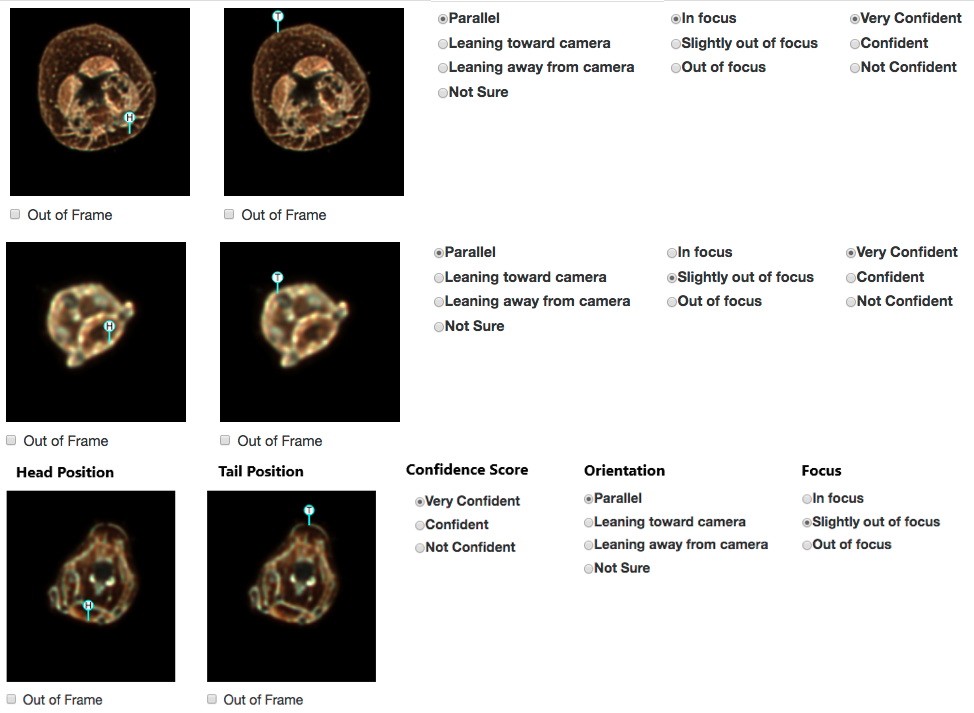 H
T
Parallel
Leaning toward camera
Leaning away from camera
Not Sure
In focus
Slightly out of focus
Out of focus
Very Confident
Confident
Not Confident
Out of Frame
Out of Frame
H
T
Parallel
Leaning toward camera
Leaning away from camera
Not Sure
In focus
Slightly out of focus
Out of focus
Very Confident
Confident
Not Confident
Out of Frame
Out of Frame
Head Position
Tail Position
Confidence Score
Orientation
Focus
H
T
Very Confident
Confident
Not Confident
Parallel
Leaning toward camera
Leaning away from camera
Not Sure
In focus
Slightly out of focus
Out of focus
Out of Frame
Out of Frame